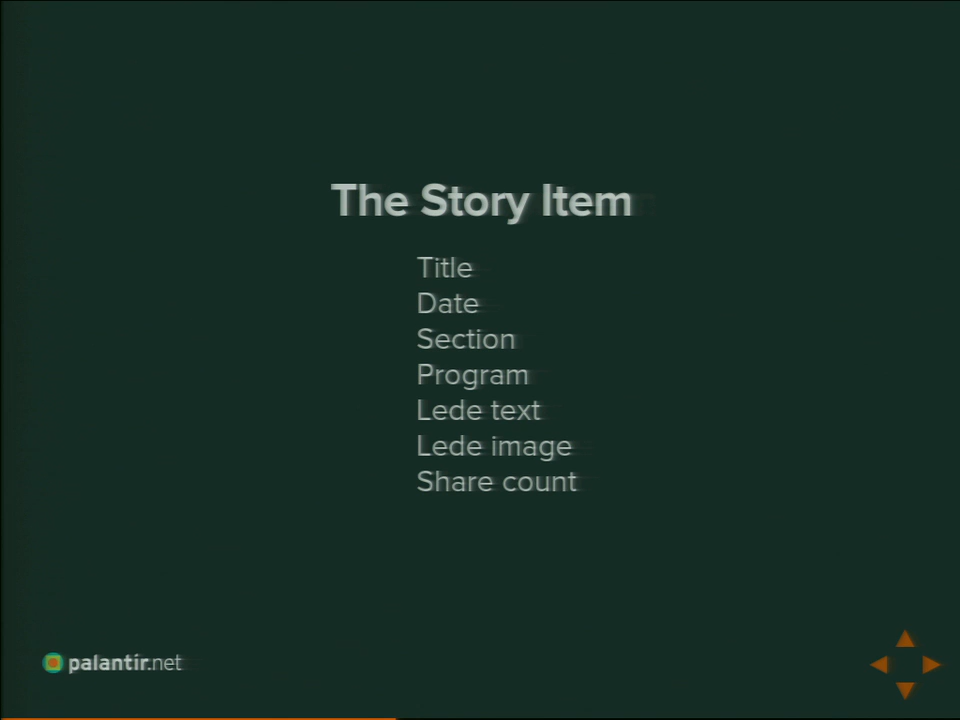 The Story Item
Title
Date
Section
Program
Lede text
Lede image
Share count
palantir.net